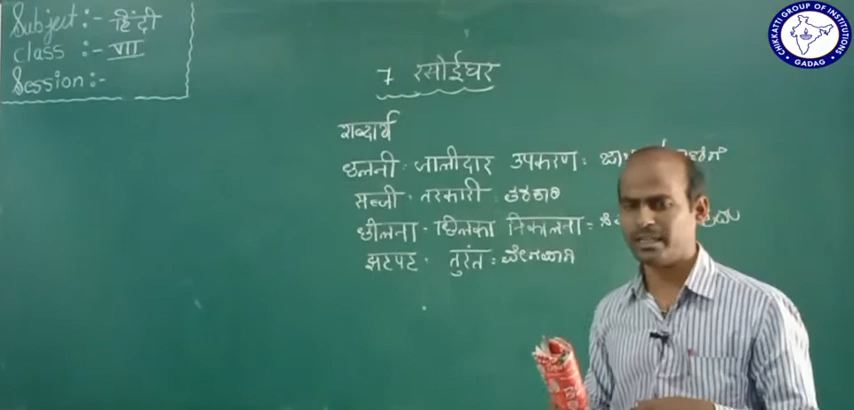 Subject :- हिंदी
Class :- VII
Session :-
7 रसोईघर
शब्दार्थ
छलनी - जालीदार उपकरण :
सब्जी - तरकारी : ತರಕಾರಿ
छीलना - छिलका निकालना :
झटपट - तुरंत : ಬೇಗನೇ
CHIKKATTI GROUP OF INSTITUTIONS
GADAG